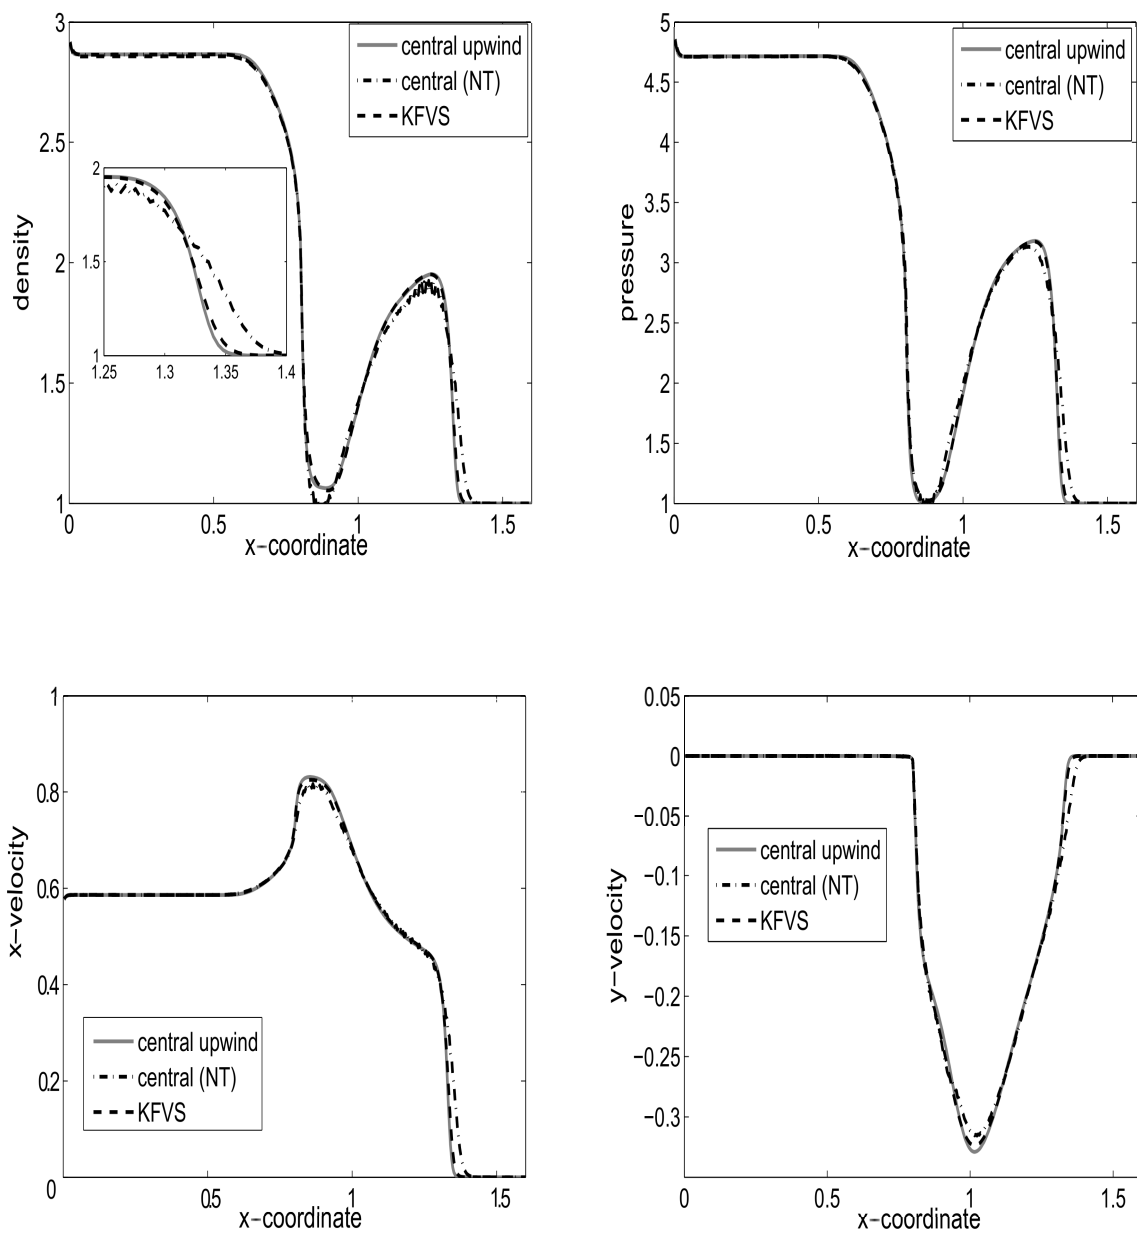 3
2.5
2
1.5
1
density
central upwind
central (NT)
KFVS
2
1.5
1
1.25
1.3
1.35
1.4
0
0.5
1
1.5
x-coordinate
5
4.5
4
3.5
3
2.5
2
1.5
1
pressure
central upwind
central (NT)
KFVS
0
0.5
1
1.5
x-coordinate
1
0.8
0.6
0.4
0.2
0
x-velocity
central upwind
central (NT)
KFVS
0.5
1
1.5
x-coordinate
0.05
0
-0.05
-0.1
-0.15
-0.2
-0.25
-0.3
y-velocity
central upwind
central (NT)
KFVS
0
0.5
1
1.5
x-coordinate